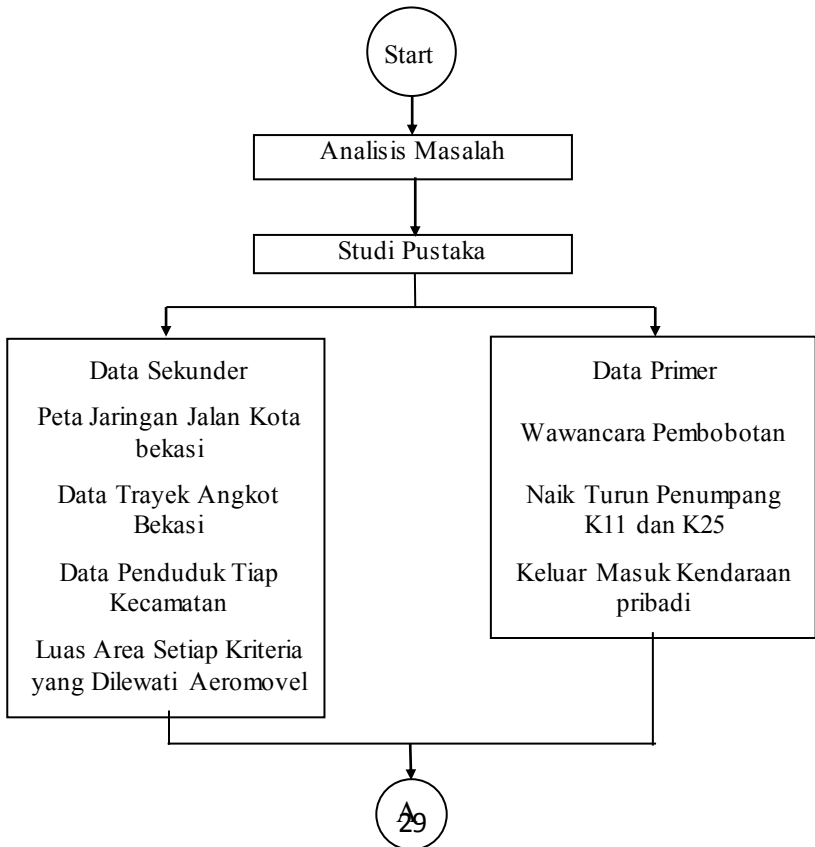 Start
Analisis Masalah
Studi Pustaka
Data Sekunder
Peta Jaringan Jalan Kota
bekasi
Data Trayek Angkot
Bekasi
Data Penduduk Tiap
Kecamatan
Luas Area Setiap Kriteria
yang Dilewati Aeromovel
Data Primer
Wawancara Pembobotan
Naik Turun Penumpang
K11 dan K25
Keluar Masuk Kendaraan
pribadi
A
29